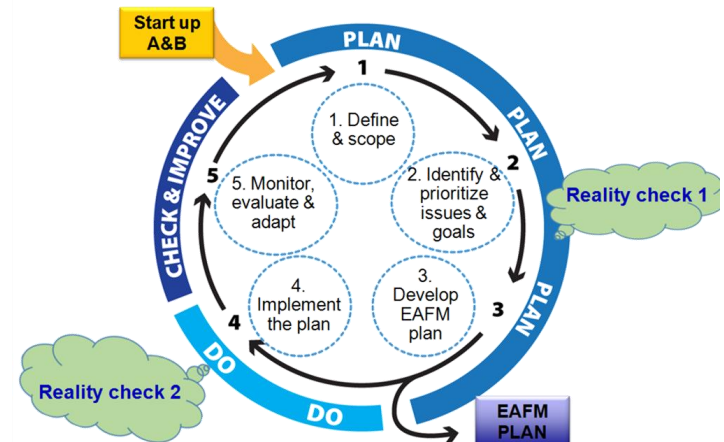 Start up
A&B
PLAN
1
1. Define
& scope
PLAN
2
2. Identify &
prioritize
issues &
goals
Reality check 1
PLAN
3
3.
Develop
EAFM
plan
EAFM
PLAN
4.
Implement
the plan
4
DO
DO
Reality check 2
5. Monitor,
evaluate &
adapt
5
CHECK & IMPROVE